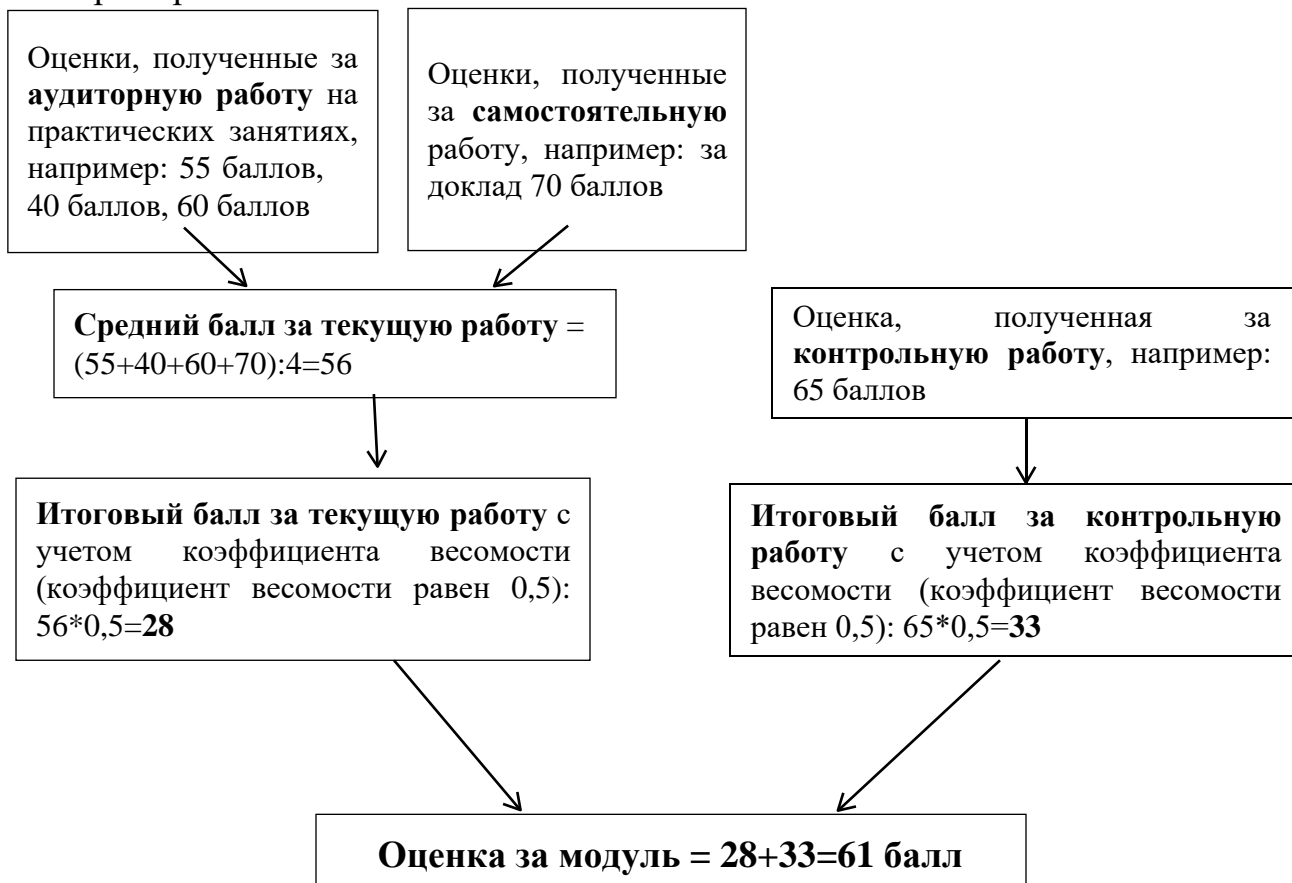 Оценки, полученные за
аудиторную работу на
практических занятиях,
например: 55 баллов,
40 баллов, 60 баллов
Оценки, полученные
за самостоятельную
работу, например: за
доклад 70 баллов
Средний балл за текущую работу =
(55+40+60+70):4=56
Оценка, полученная за
контрольную работу, например:
65 баллов
Итоговый балл за текущую работу с
учетом коэффициента весомости
(коэффициент весомости равен 0,5):
56*0,5=28
Итоговый балл за контрольную
работу с учетом коэффициента
весомости (коэффициент весомости
равен 0,5): 65*0,5=33
Оценка за модуль = 28+33=61 балл